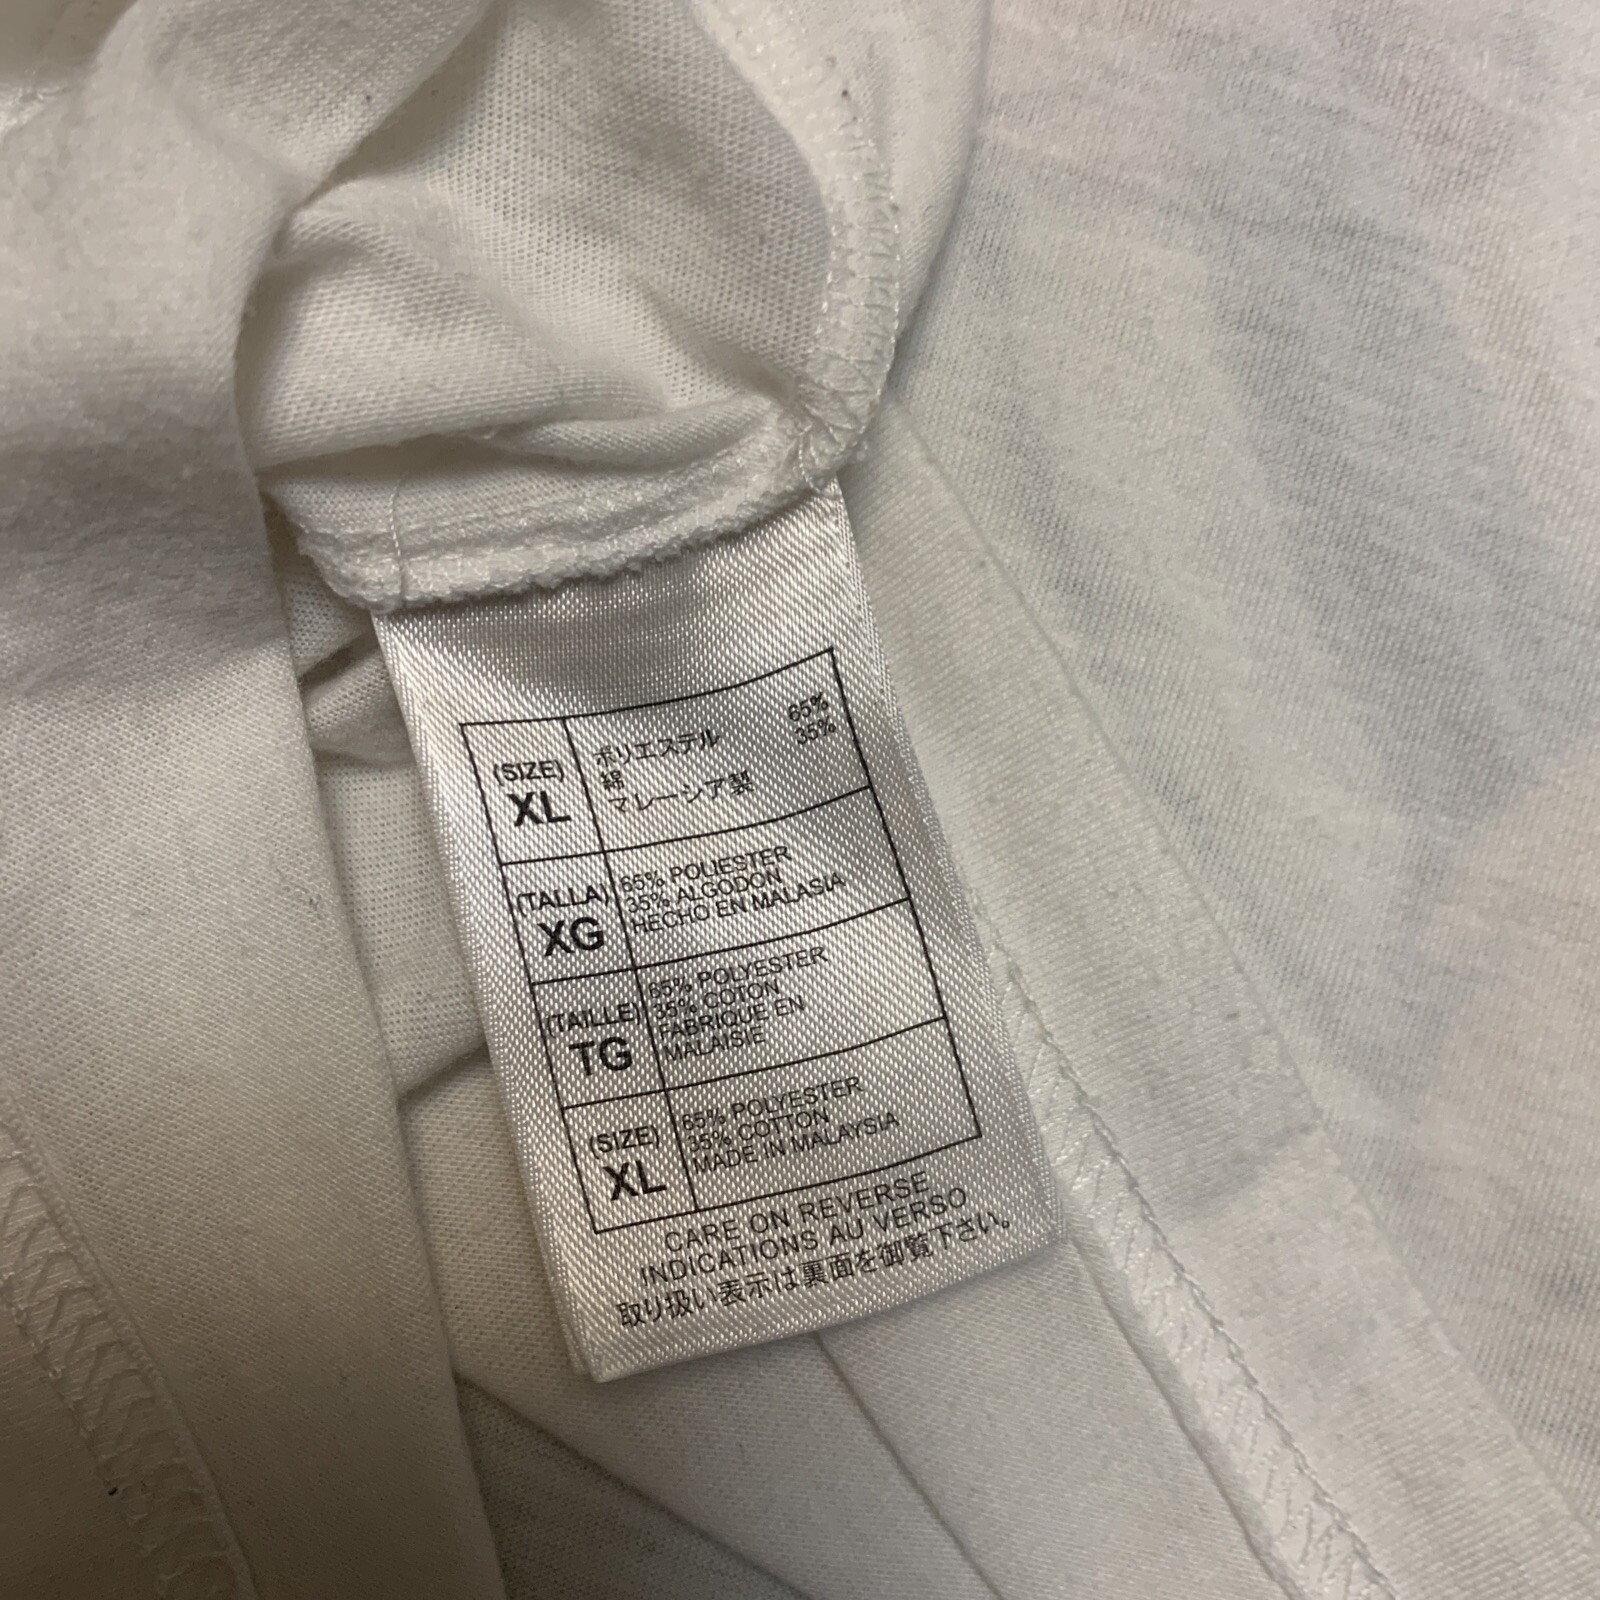 (SIZE)
XL
ポリエステル 65%
綿 35%
マレーシア製
(TALLA)
XG
65% POLIESTER
35% ALGODON
HECHO EN MALASIA
(TAILLE)
TG
65% POLYESTER
35% COTON
FABRIQUE EN
MALAISIE
(SIZE)
XL
65% POLYESTER
35% COTTON
MADE IN MALAYSIA
CARE ON REVERSE
INDICATIONS AU VERSO
取り扱い表示は裏面を御覧下さい。